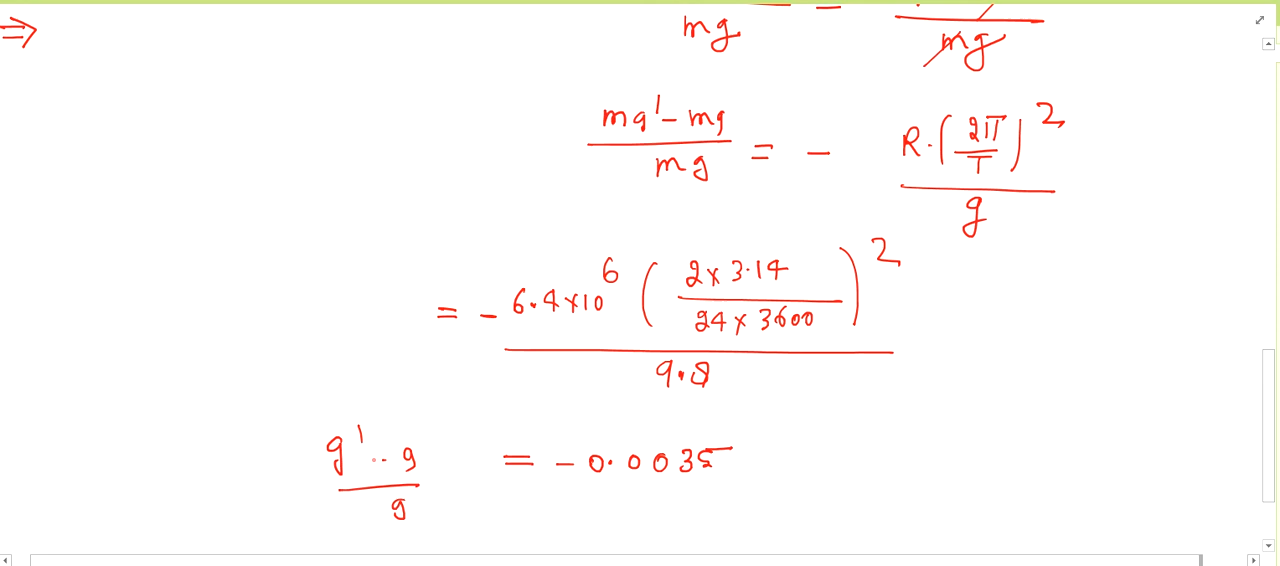 ⇒ mg = mg
mg' - mg / mg = - R·(2π/T)² / g
= - 6.4×10⁶ (2×3.14 / 24×3600)² / 9.8
g' - g / g = - 0.0035